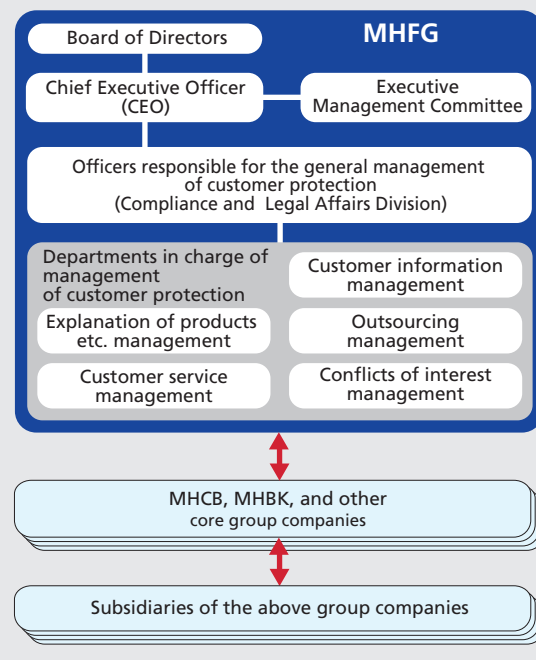 MHFG
Board of Directors
Chief Executive Officer
(CEO)
Executive
Management Committee
Officers responsible for the general management
of customer protection
(Compliance and Legal Affairs Division)
Departments in charge of
management
of customer protection
Customer information
management
Explanation of products
etc. management
Outsourcing
management
Customer service
management
Conflicts of interest
management
MHCB, MHBK, and other
core group companies
Subsidiaries of the above group companies